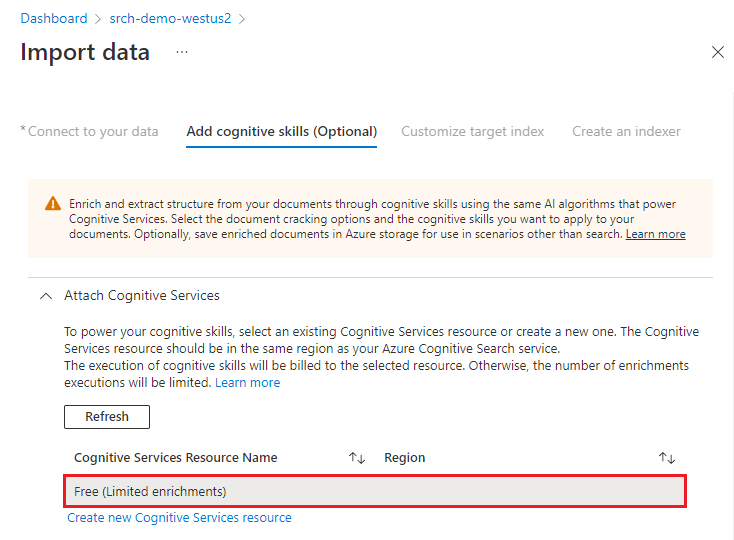 Dashboard > srch-demo-westus2 >
Import data ...
* Connect to your data Add cognitive skills (Optional) Customize target index Create an indexer
Enrich and extract structure from your documents through cognitive skills using the same AI algorithms that power
Cognitive Services. Select the document cracking options and the cognitive skills you want to apply to your
documents. Optionally, save enriched documents in Azure storage for use in scenarios other than search. Learn more
Attach Cognitive Services
To power your cognitive skills, select an existing Cognitive Services resource or create a new one. The Cognitive
Services resource should be in the same region as your Azure Cognitive Search service.
The execution of cognitive skills will be billed to the selected resource. Otherwise, the number of enrichments
executions will be limited. Learn more
Refresh
Cognitive Services Resource Name Region
Free (Limited enrichments)
Create new Cognitive Services resource